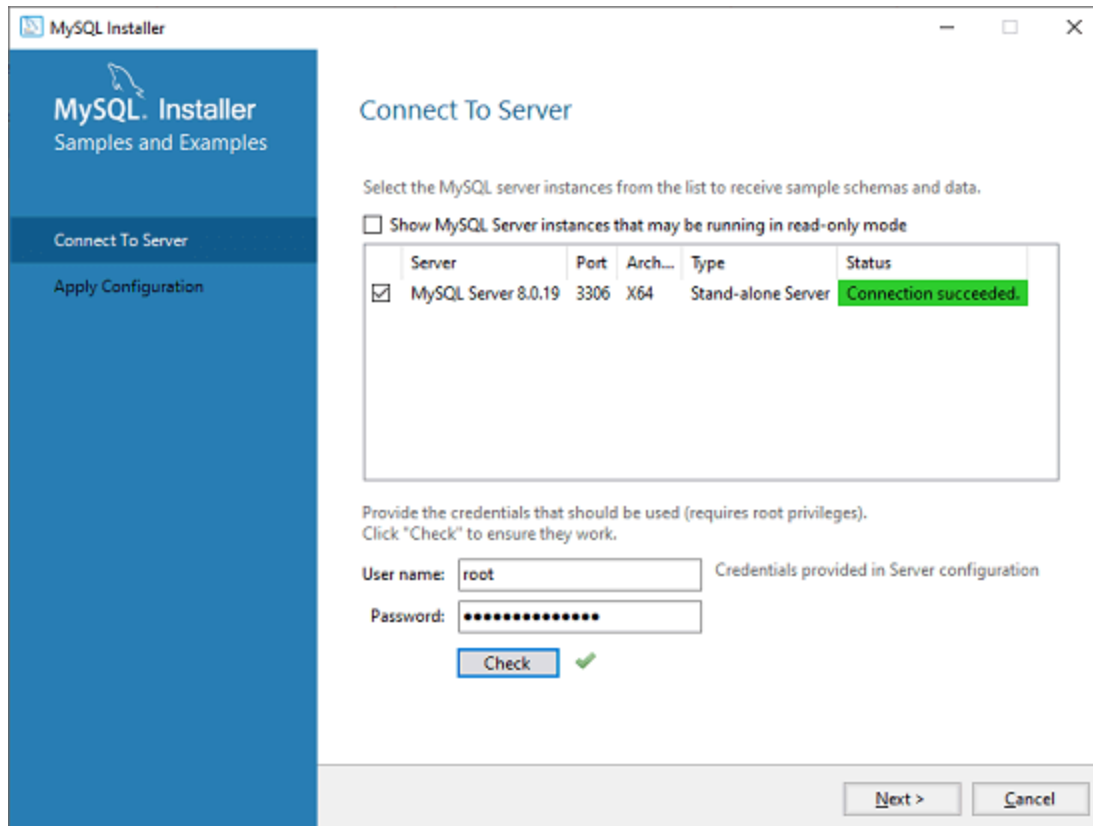 MySQL Installer
MySQL. Installer
Samples and Examples
Connect To Server
Apply Configuration
Connect To Server
Select the MySQL server instances from the list to receive sample schemas and data.
Show MySQL Server instances that may be running in read-only mode
Server Port Arch... Type Status
MySQL Server 8.0.19 3306 X64 Stand-alone Server Connection succeeded.
Provide the credentials that should be used (requires root privileges).
Click "Check" to ensure they work.
User name: root Credentials provided in Server configuration
Password: ••••••••••••••
Check
Next > Cancel